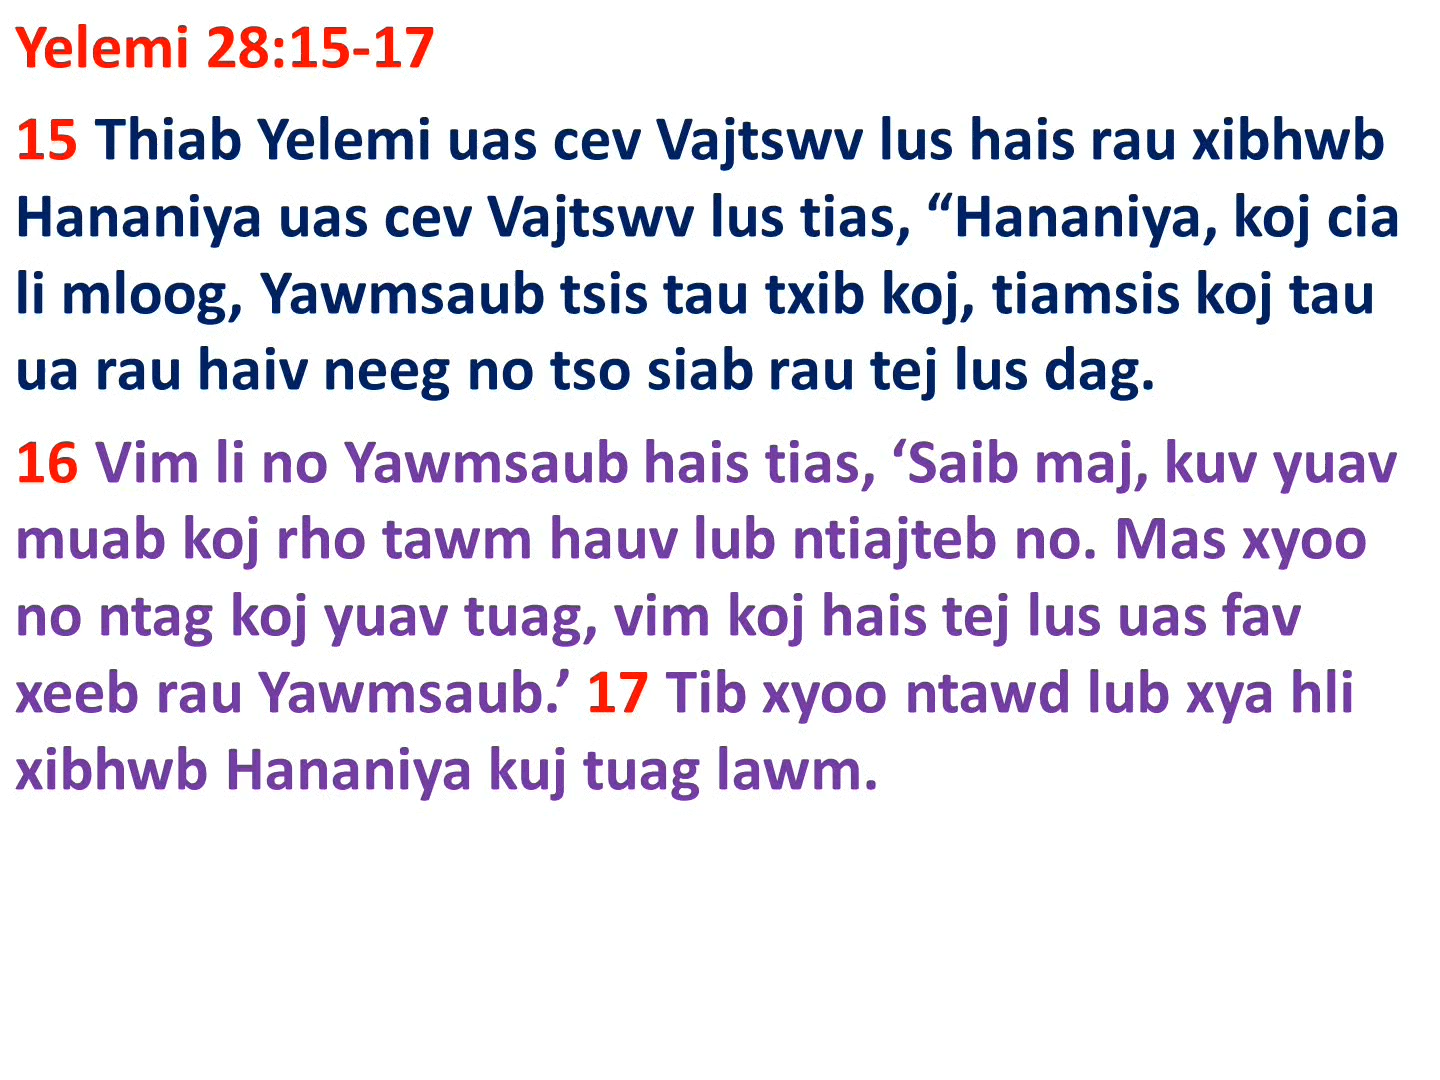 Yelemi 28:15-17
15 Thiab Yelemi uas cev Vajtswv lus hais rau xibhwb
Hananiya uas cev Vajtswv lus tias, “Hananiya, koj cia
li mloog, Yawmsaub tsis tau txib koj, tiamsis koj tau
ua rau haiv neeg no tso siab rau tej lus dag.
16 Vim li no Yawmsaub hais tias, ‘Saib maj, kuv yuav
muab koj rho tawm hauv lub ntiajteb no. Mas xyoo
no ntag koj yuav tuag, vim koj hais tej lus uas fav
xeeb rau Yawmsaub.’ 17 Tib xyoo ntawd lub xya hli
xibhwb Hananiya kuj tuag lawm.